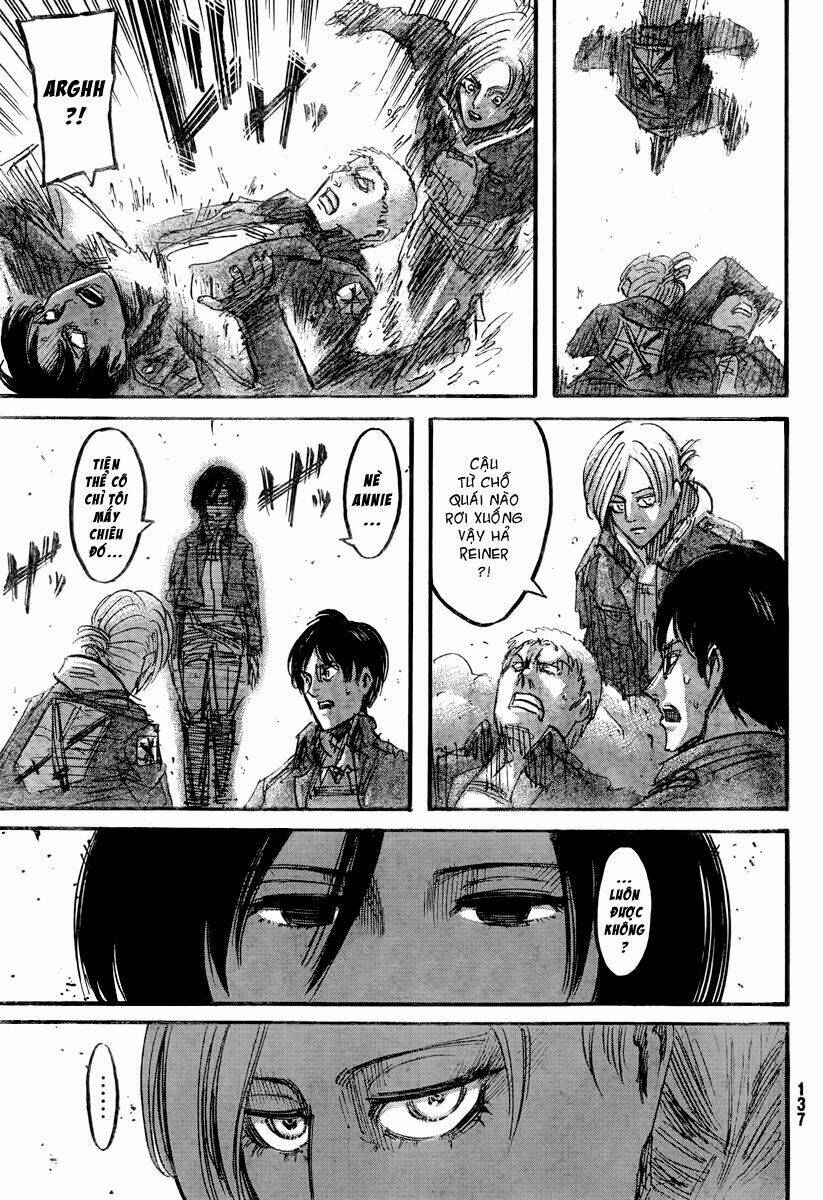 ARGHH
?!
CẬU
TỪ CHỖ
QUÁI NÀO
RƠI XUỐNG
VẬY HẢ
REINER
?!
NÈ
ANNIE
...
TIỆN
THỂ CÔ
CHỈ TÔI
MẤY
CHIÊU
ĐÓ...
...
LUÔN
ĐƯỢC
KHÔNG
?
......
137